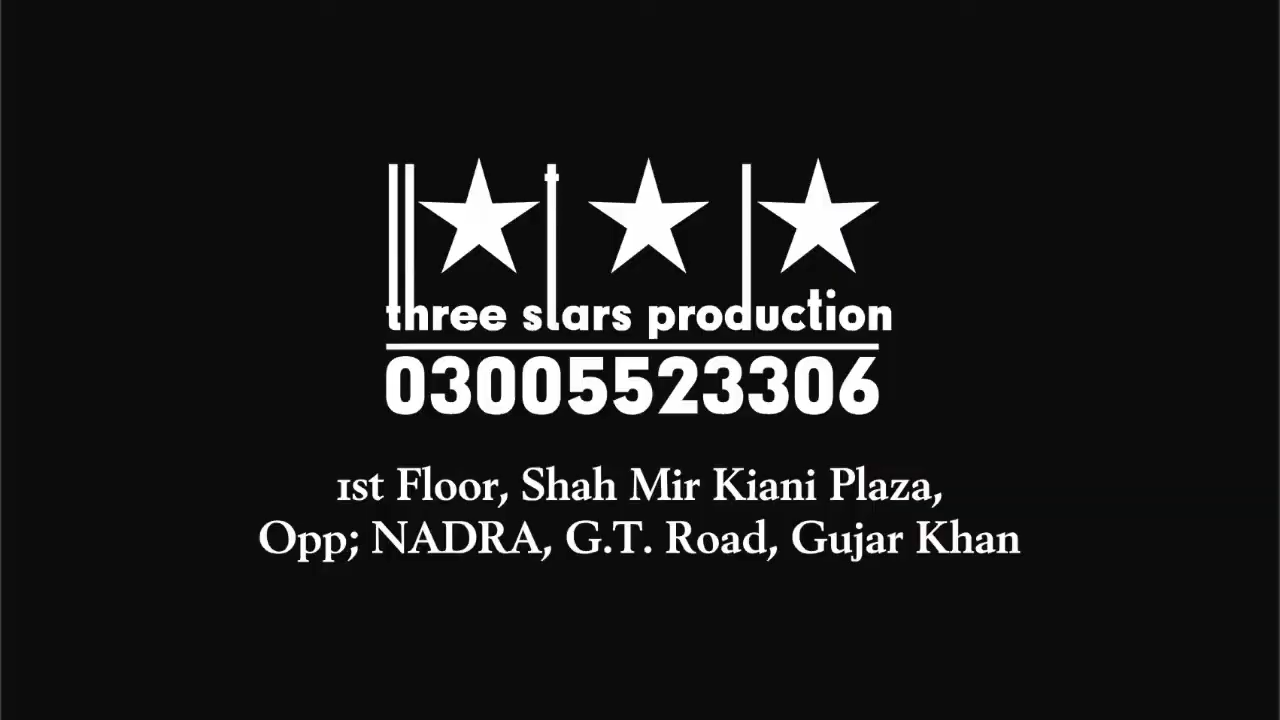 three stars production
03005523306
1st Floor, Shah Mir Kiani Plaza,
Opp; NADRA, G.T. Road, Gujar Khan